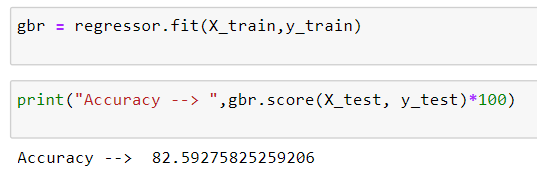 gbr = regressor.fit(X_train,y_train)
print("Accuracy --> ",gbr.score(X_test, y_test)*100)
Accuracy -->  82.59275825259206